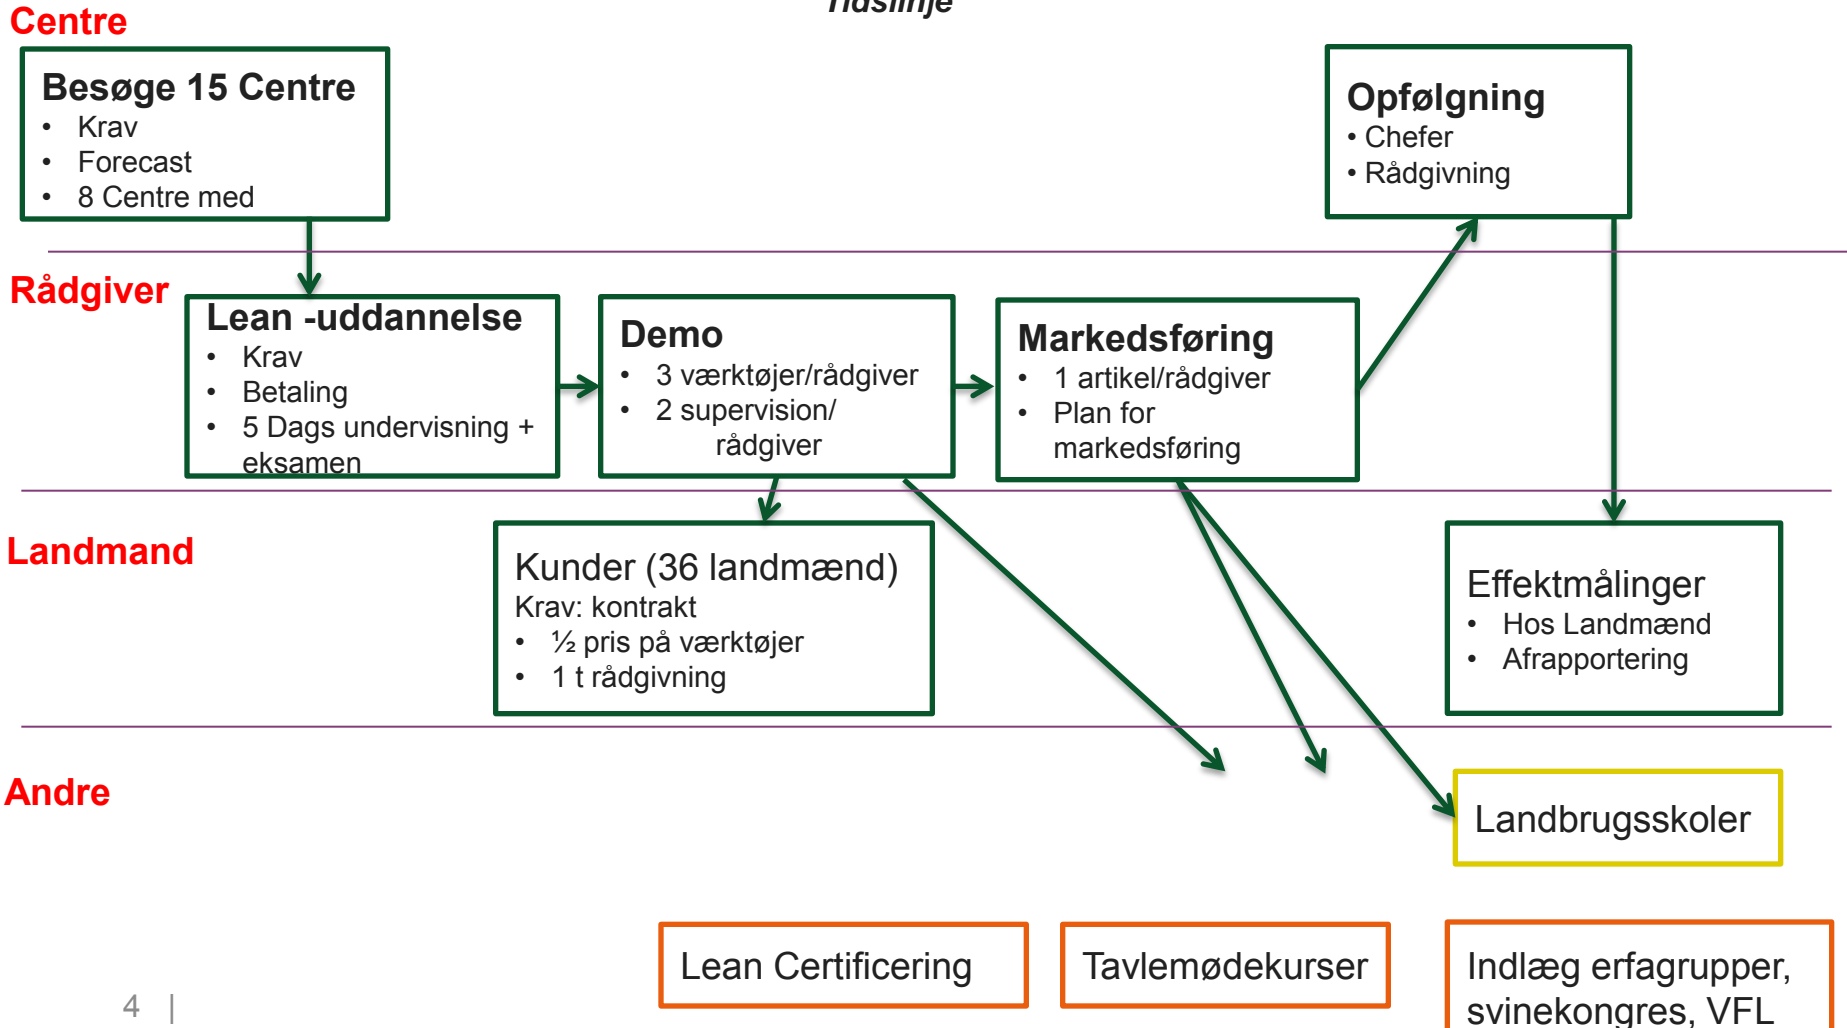 Tidslinje
Centre
Besøge 15 Centre
• Krav
• Forecast
• 8 Centre med
Opfølgning
• Chefer
• Rådgivning
Rådgiver
Lean -uddannelse
• Krav
• Betaling
• 5 Dags undervisning +
eksamen
Demo
• 3 værktøjer/rådgiver
• 2 supervision/
rådgiver
Markedsføring
• 1 artikel/rådgiver
• Plan for
markedsføring
Landmand
Kunder (36 landmænd)
Krav: kontrakt
• ½ pris på værktøjer
• 1 t rådgivning
Effektmålinger
• Hos Landmænd
• Afrapportering
Andre
Landbrugsskoler
Lean Certificering
Tavlemødekurser
Indlæg erfagrupper,
svinekongres, VFL
4 |